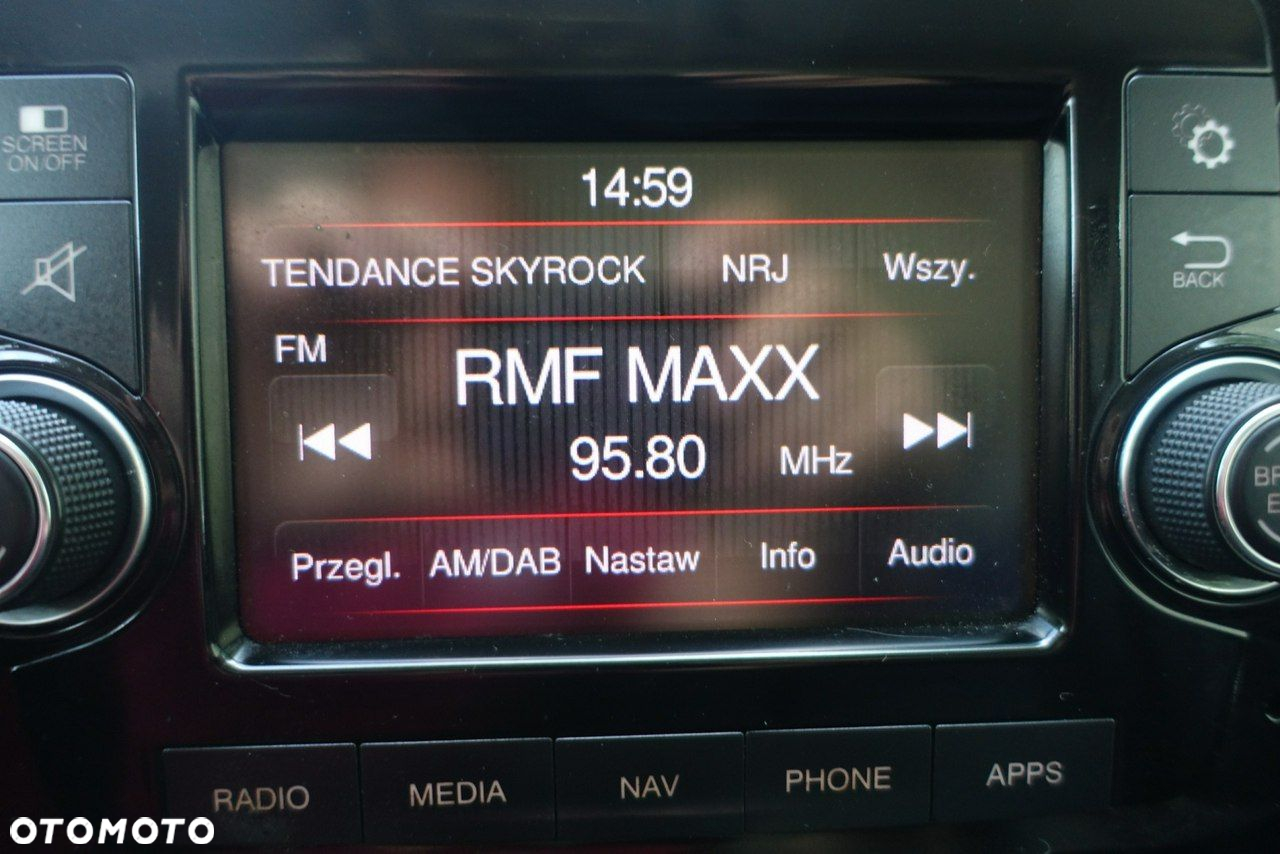 SCREEN
ON/OFF
14:59
TENDANCE SKYROCK NRJ Wszy.
BACK
FM
RMF MAXX
95.80 MHz
Przegl. AM/DAB Nastaw Info Audio
RADIO MEDIA NAV PHONE APPS
OTOMOTO